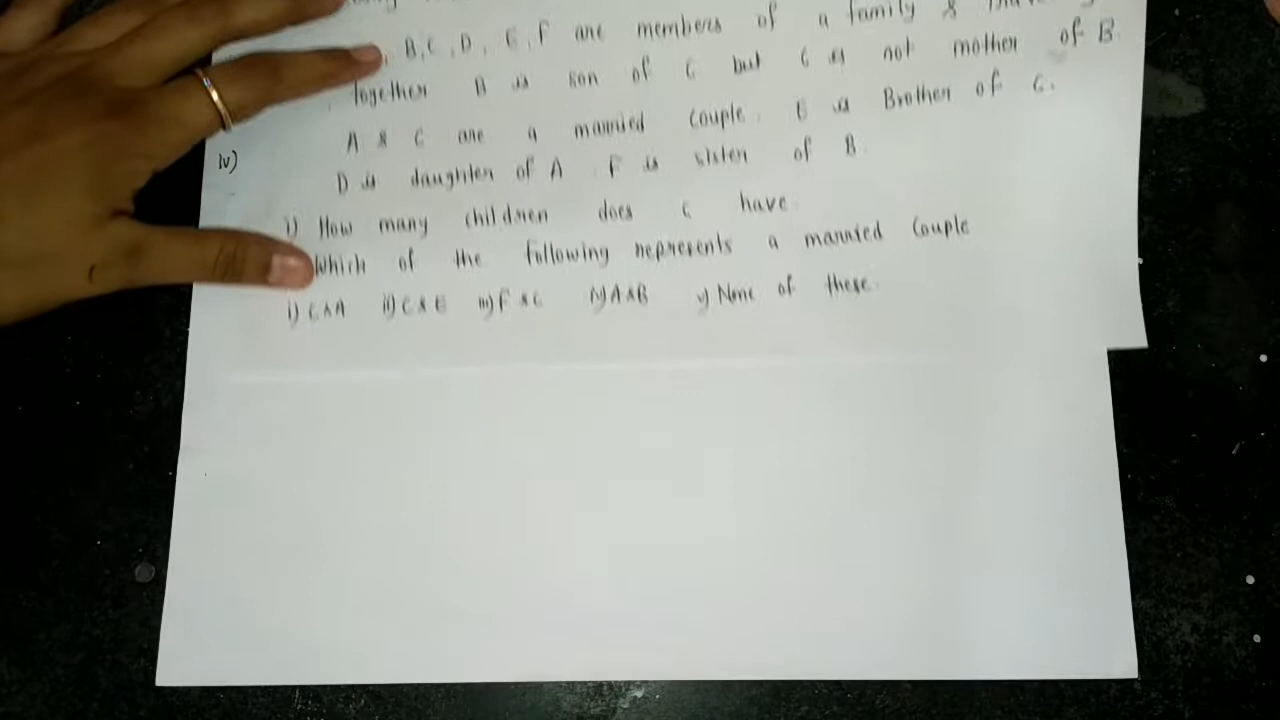 B, C, D, E, F are members of a family &
Together B is son of C but C is not mother of B
A & C are a married couple. E is Brother of C.
iv)
D is daughter of A F is sister of B
i) How many children does C have
Which of the following represents a married couple
i) C & A ii) C & E iii) F & C iv) A & B v) None of these.